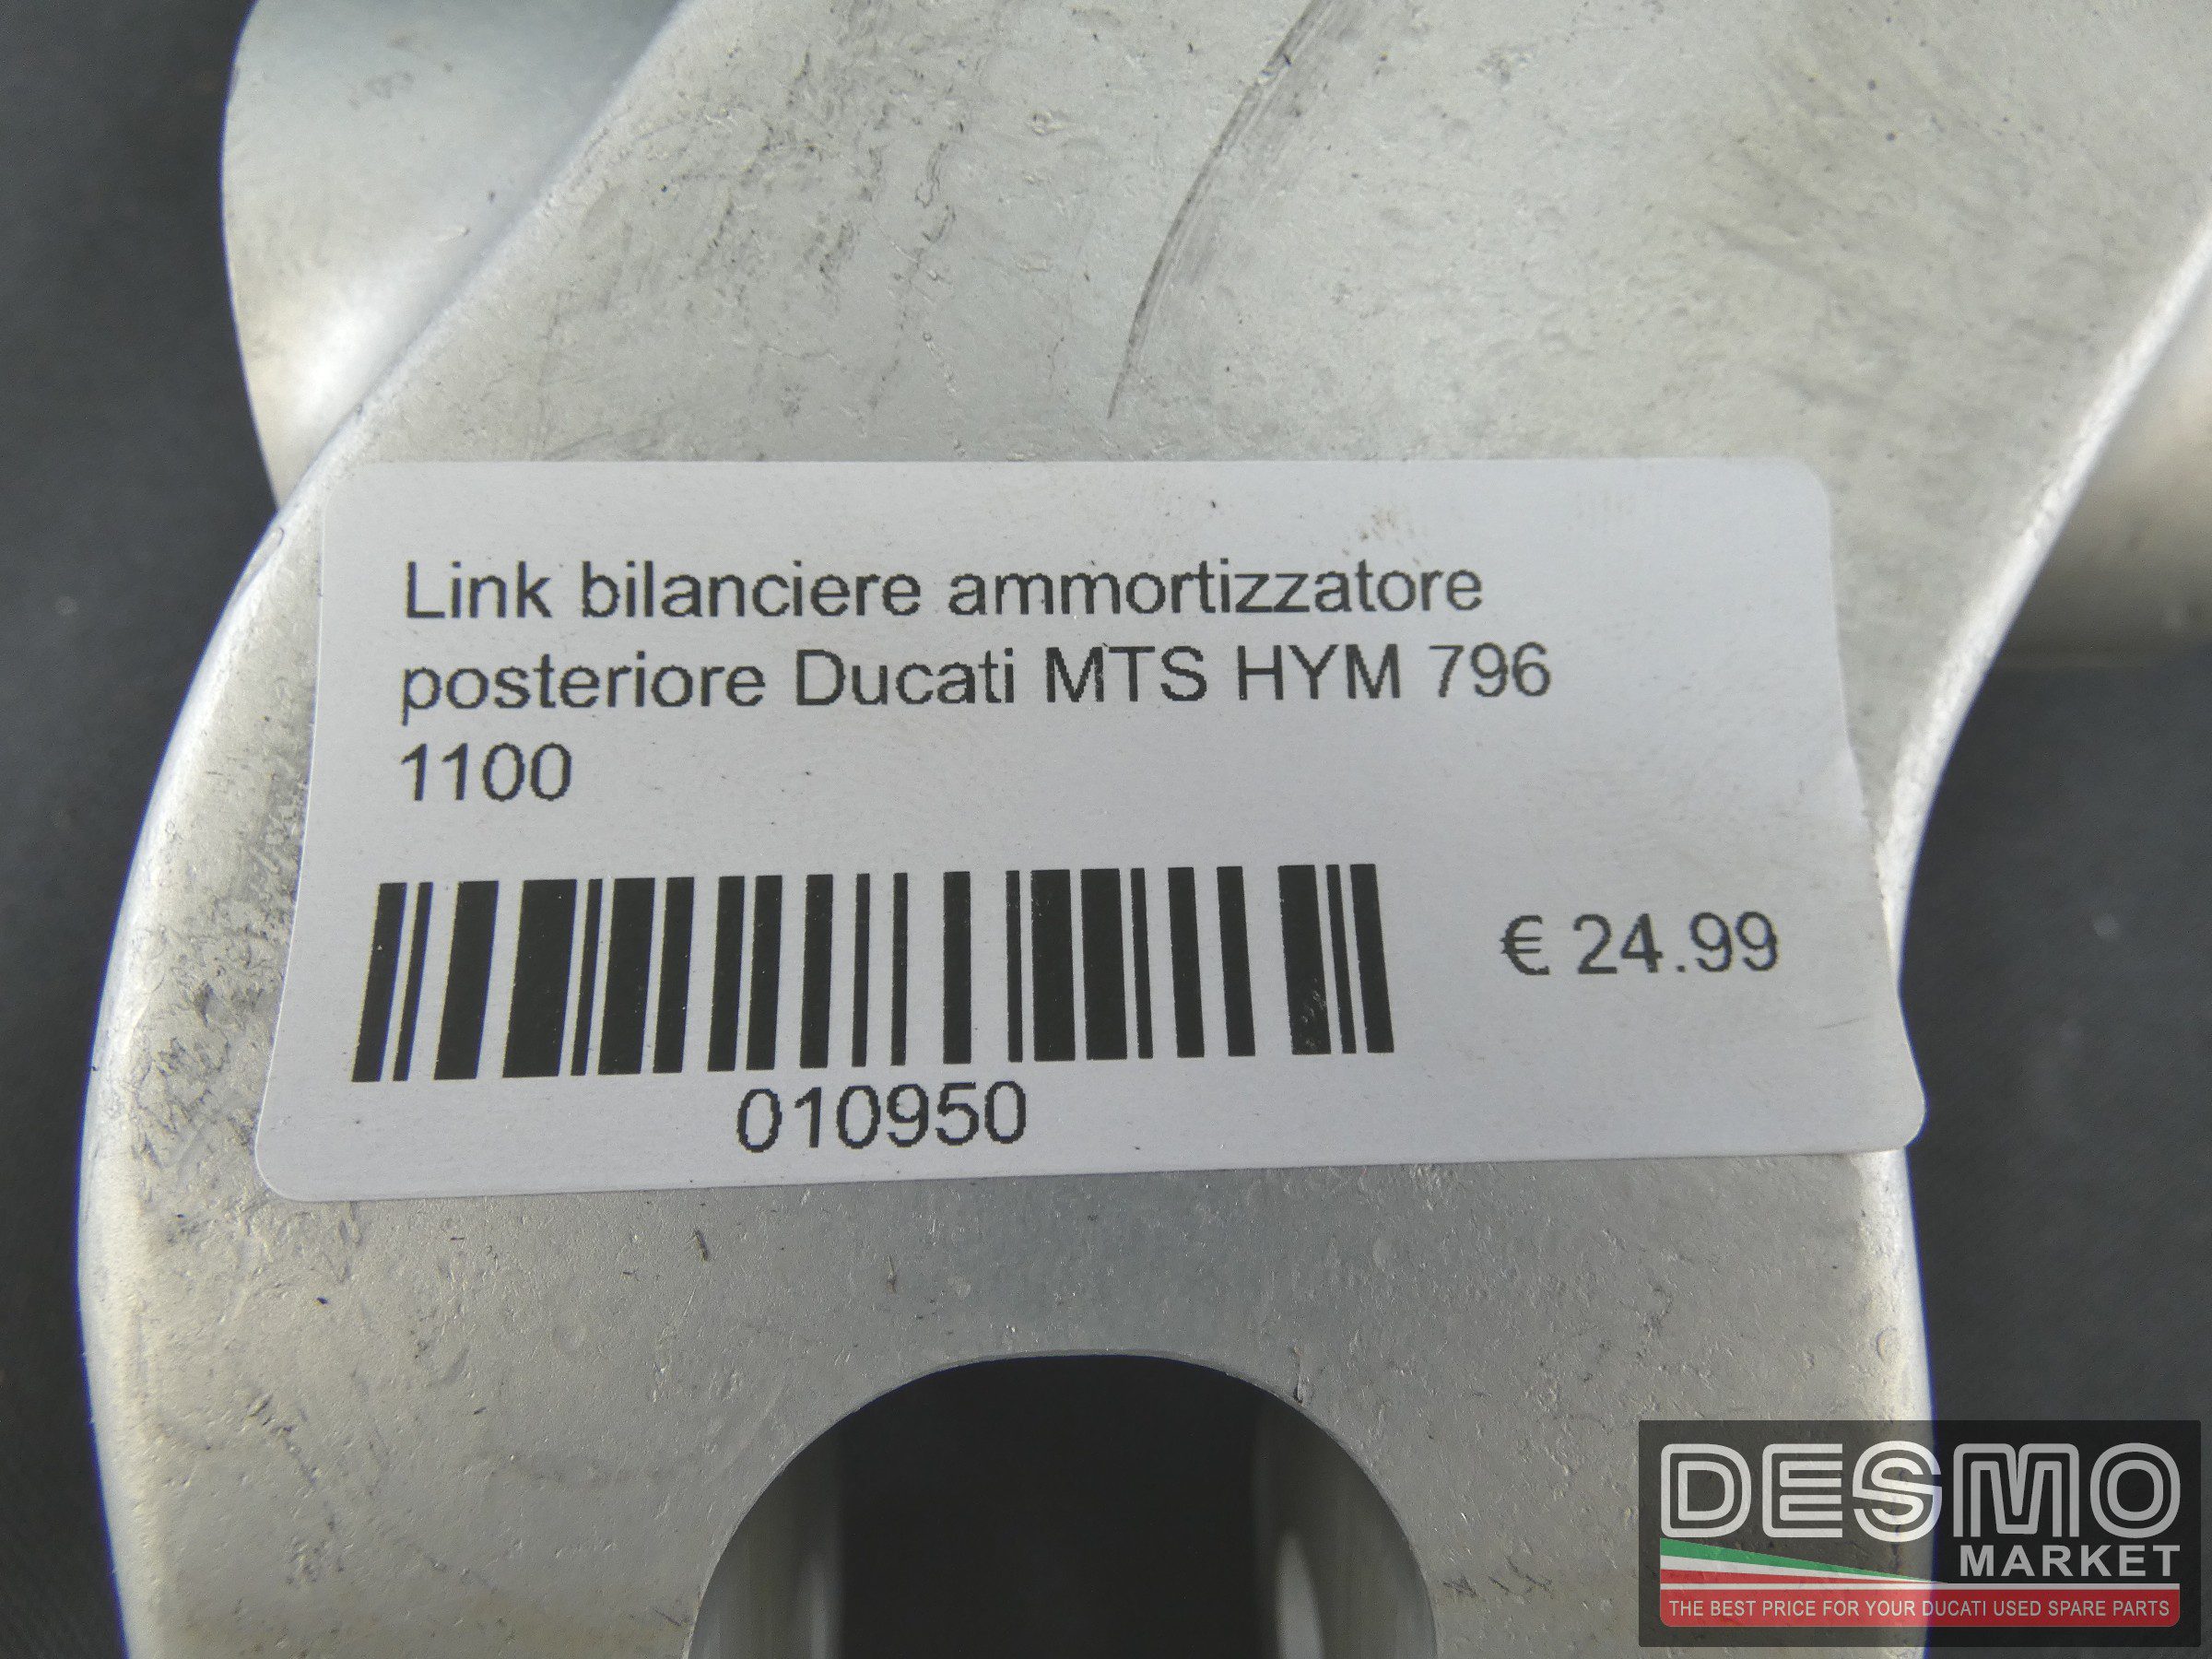 Link bilanciere ammortizzatore
posteriore Ducati MTS HYM 796
1100
€ 24.99
010950
DESMO
MARKET
THE BEST PRICE FOR YOUR DUCATI USED SPARE PARTS